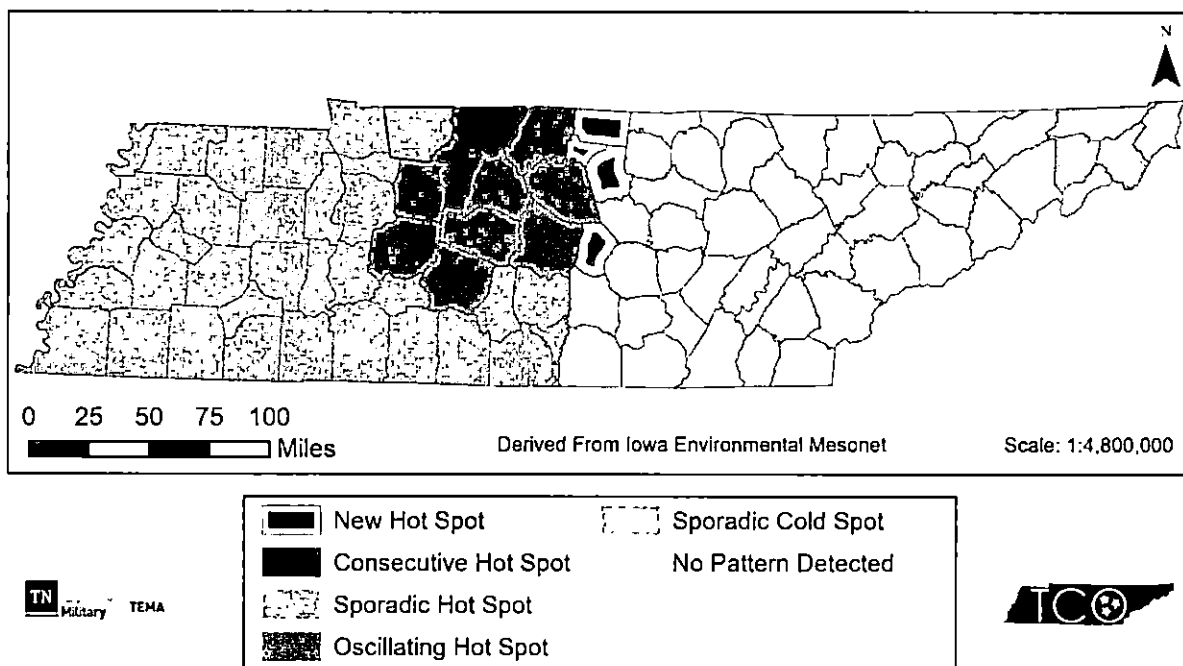 N
0 25 50 75 100
Miles
Derived From Iowa Environmental Mesonet
Scale: 1:4,800,000
New Hot Spot
Sporadic Cold Spot
Consecutive Hot Spot
No Pattern Detected
Sporadic Hot Spot
Oscillating Hot Spot
TN
Military
TEMA
TCO